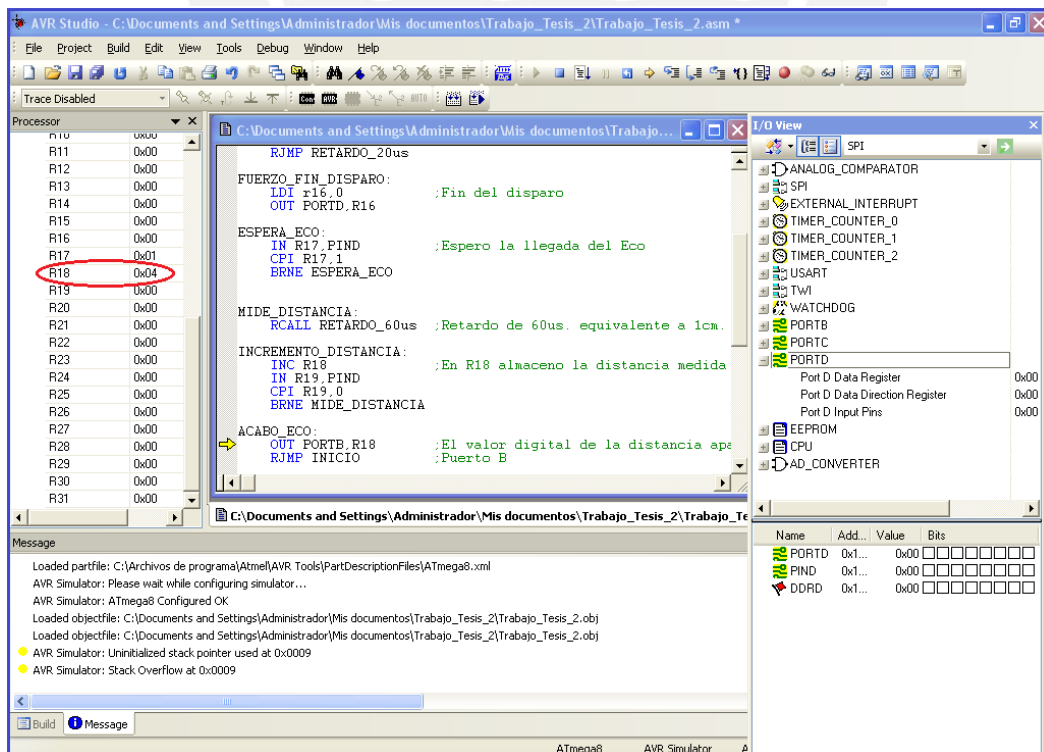 AVR Studio - C:\Documents and Settings\Administrador\Mis documentos\Trabajo_Tesis_2\Trabajo_Tesis_2.asm *
File Project Build Edit View Tools Debug Window Help
Trace Disabled
Processor
R10 0x00
R11 0x00
R12 0x00
R13 0x00
R14 0x00
R15 0x00
R16 0x00
R17 0x01
R18 0x04
R19 0x00
R20 0x00
R21 0x00
R22 0x00
R23 0x00
R24 0x00
R25 0x00
R26 0x00
R27 0x00
R28 0x00
R29 0x00
R30 0x00
R31 0x00
C:\Documents and Settings\Administrador\Mis documentos\Trabajo...
RJMP RETARDO_20us
FUERZO_FIN_DISPARO:
LDI r16,0 ;Fin del disparo
OUT PORTD,R16
ESPERA_ECO:
IN R17,PIND ;Espero la llegada del Eco
CPI R17,1
BRNE ESPERA_ECO
MIDE_DISTANCIA:
RCALL RETARDO_60us ;Retardo de 60us. equivalente a 1cm.
INCREMENTO_DISTANCIA:
INC R18 ;En R18 almaceno la distancia medida
IN R19,PIND
CPI R19,0
BRNE MIDE_DISTANCIA
ACABO_ECO:
OUT PORTB,R18 ;El valor digital de la distancia apa
RJMP INICIO ;Puerto B
C:\Documents and Settings\Administrador\Mis documentos\Trabajo_Tesis_2\Trabajo_Te
I/O View
SPI
ANALOG_COMPARATOR
SPI
EXTERNAL_INTERRUPT
TIMER_COUNTER_0
TIMER_COUNTER_1
TIMER_COUNTER_2
USART
TWI
WATCHDOG
PORTB
PORTC
PORTD
Port D Data Register 0x00
Port D Data Direction Register 0x00
Port D Input Pins 0x00
EEPROM
CPU
AD_CONVERTER
Name Add... Value Bits
PORTD 0x1... 0x00
PIND 0x1... 0x00
DDRD 0x1... 0x00
Message
Loaded partfile: C:\Archivos de programa\Atmel\AVR Tools\PartDescriptionFiles\ATmega8.xml
AVR Simulator: Please wait while configuring simulator...
AVR Simulator: ATmega8 Configured OK
Loaded objectfile: C:\Documents and Settings\Administrador\Mis documentos\Trabajo_Tesis_2\Trabajo_Tesis_2.obj
Loaded objectfile: C:\Documents and Settings\Administrador\Mis documentos\Trabajo_Tesis_2\Trabajo_Tesis_2.obj
AVR Simulator: Uninitialized stack pointer used at 0x0009
AVR Simulator: Stack Overflow at 0x0009
Build Message
ATmega8 AVR Simulator A